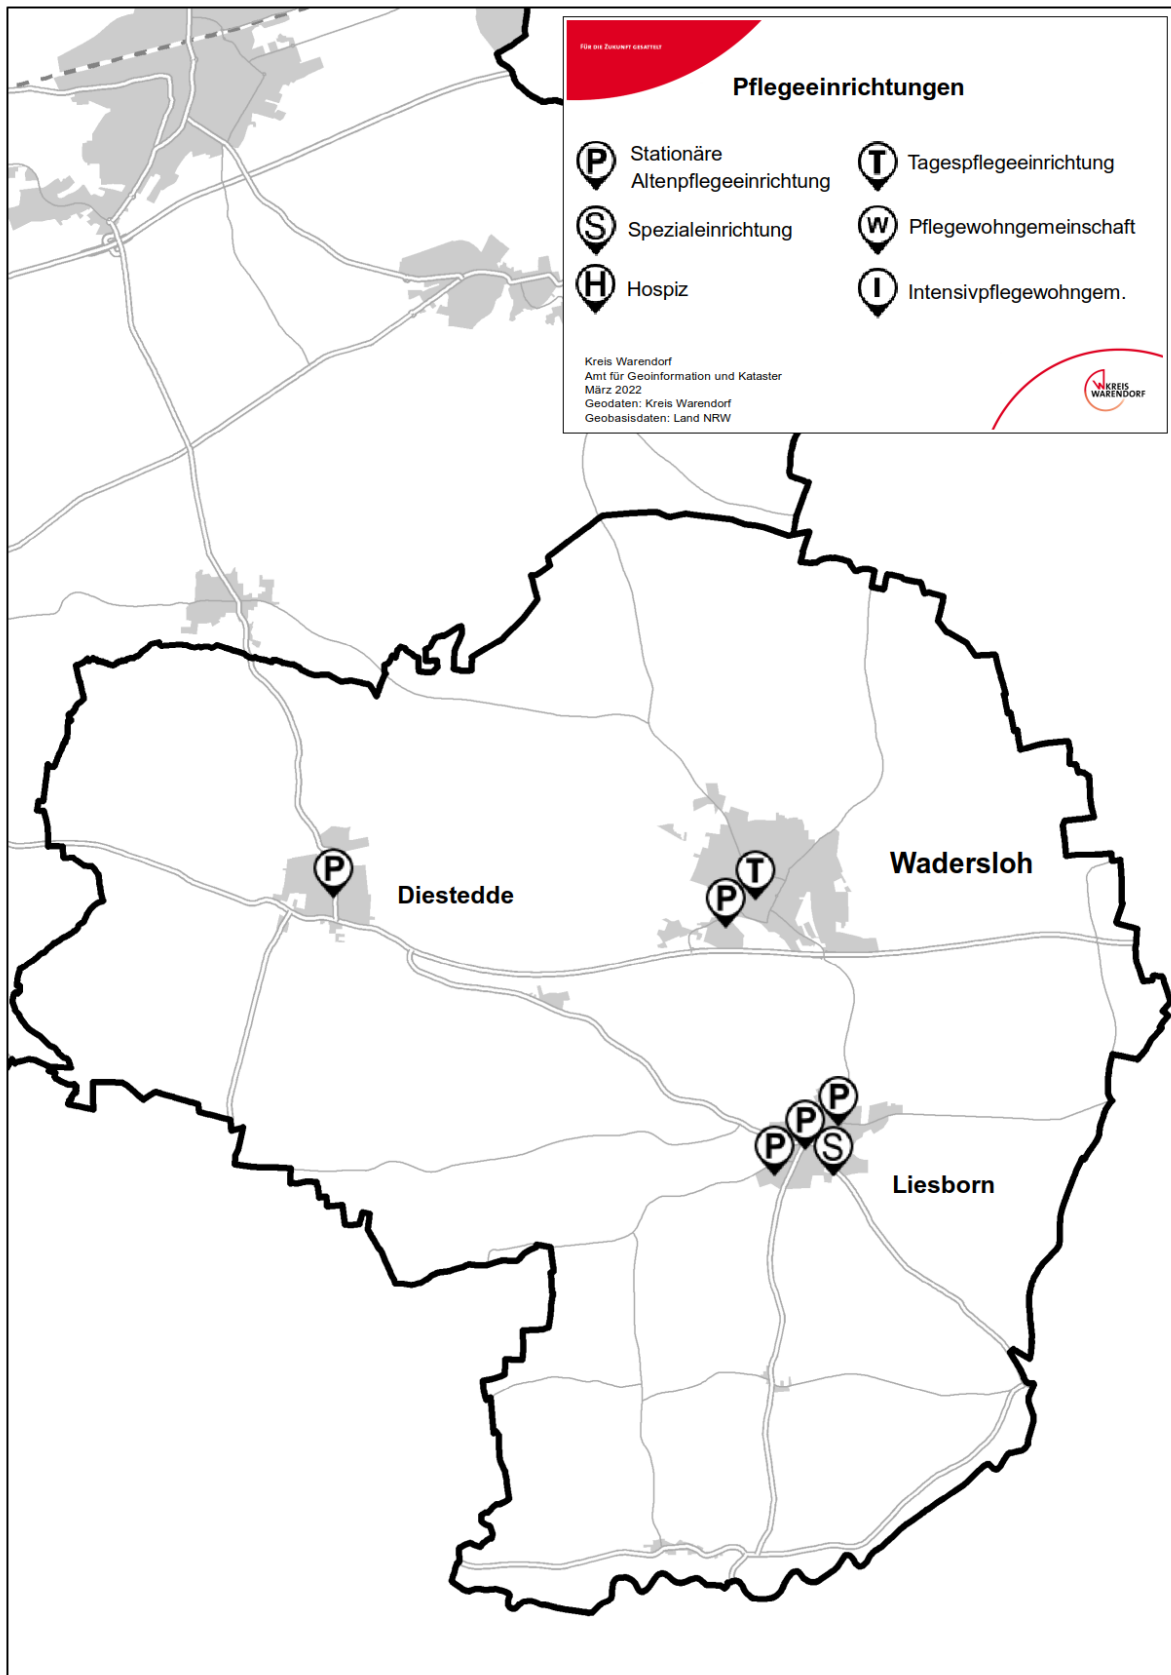 FÜR DIE ZUKUNFT GESATTELT
Pflegeeinrichtungen
P Stationäre
Altenpflegeeinrichtung
T Tagespflegeeinrichtung
S Spezialeinrichtung
W Pflegewohngemeinschaft
H Hospiz
I Intensivpflegewohngem.
Kreis Warendorf
Amt für Geoinformation und Kataster
März 2022
Geodaten: Kreis Warendorf
Geobasisdaten: Land NRW
KREIS
WARENDORF
P
Diestedde
T
P
Wadersloh
P
P
P
S
Liesborn